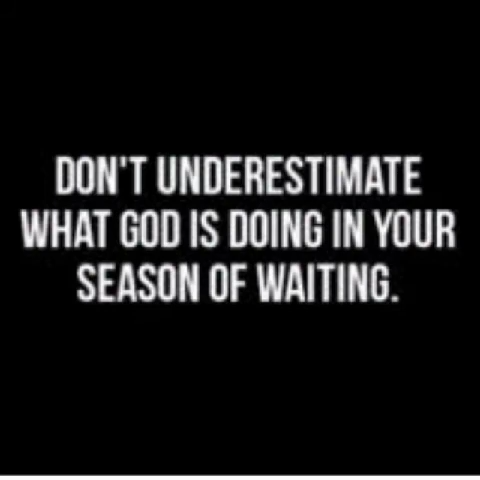 DON'T UNDERESTIMATE
WHAT GOD IS DOING IN YOUR
SEASON OF WAITING.